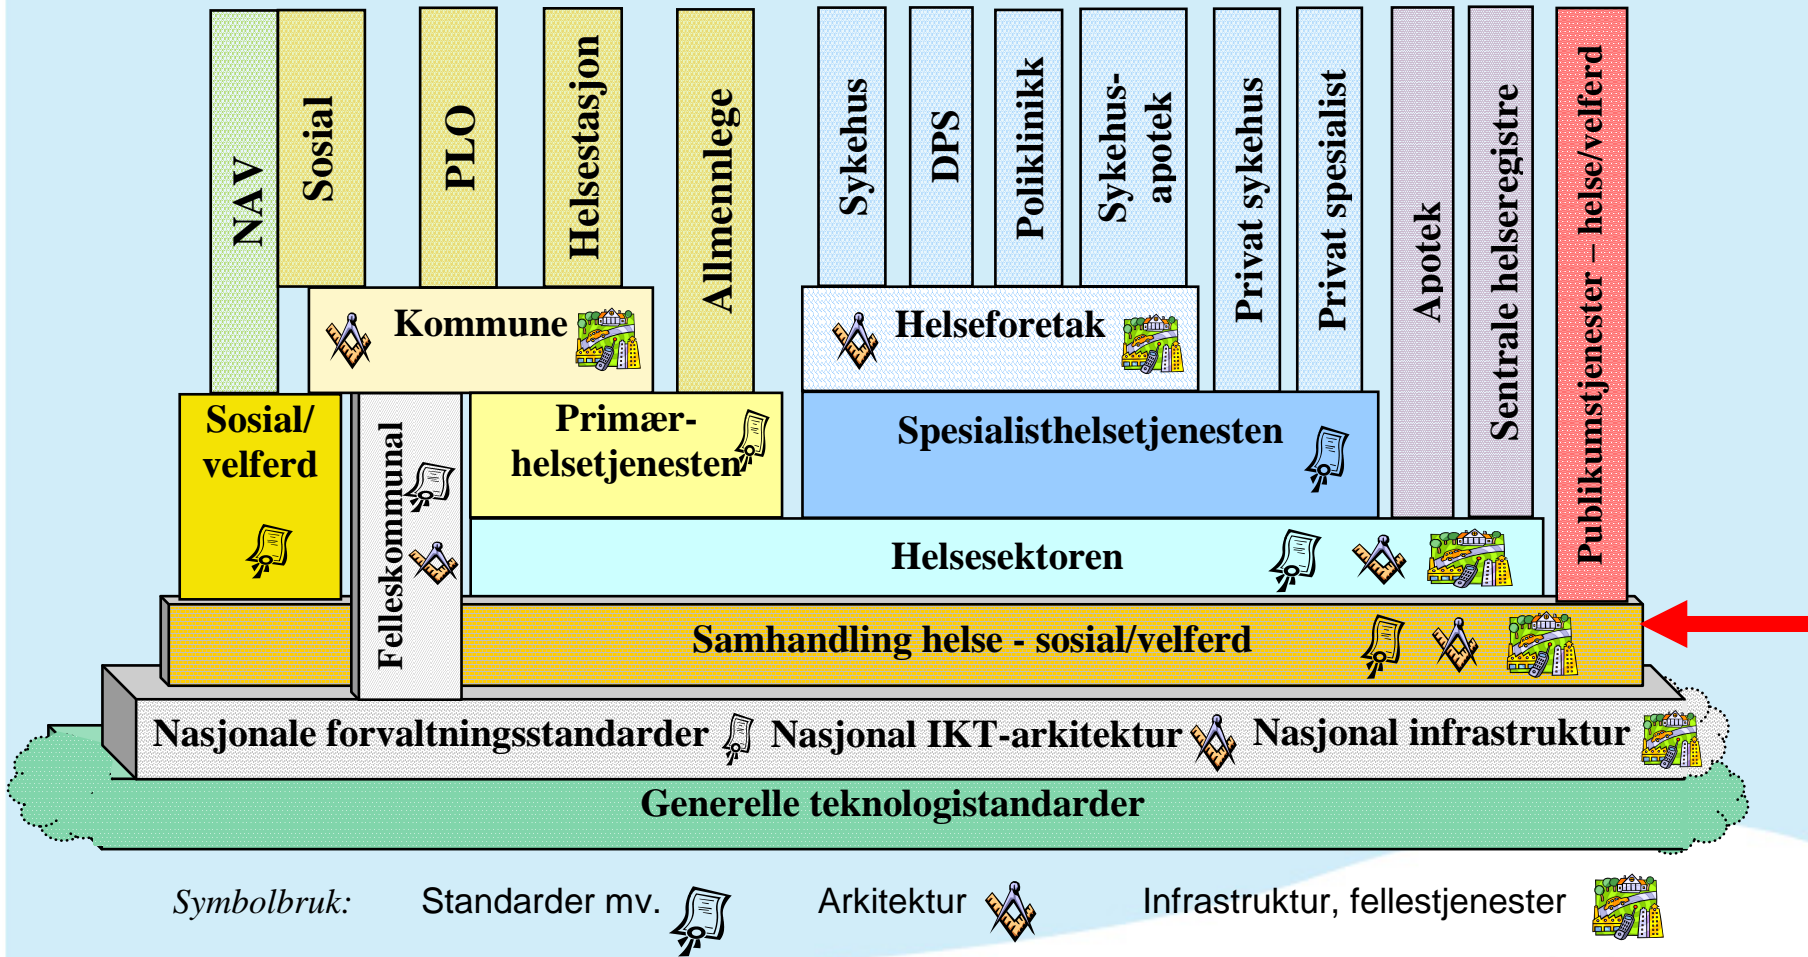 NAV
Sosial
PLO
Helsestasjon
Allmennlege
Sykehus
DPS
Poliklinikk
Sykehus-
apotek
Privat sykehus
Privat spesialist
Apotek
Sentrale helseregistre
Publikumstjenester – helse/velferd
Kommune
Helseforetak
Sosial/
velferd
Felleskommunal
Primær-
helsetjenesten
Spesialisthelsetjenesten
Helsesektoren
Samhandling helse - sosial/velferd
Nasjonale forvaltningsstandarder Nasjonal IKT-arkitektur Nasjonal infrastruktur
Generelle teknologistandarder
Symbolbruk: Standarder mv. Arkitektur Infrastruktur, fellestjenester